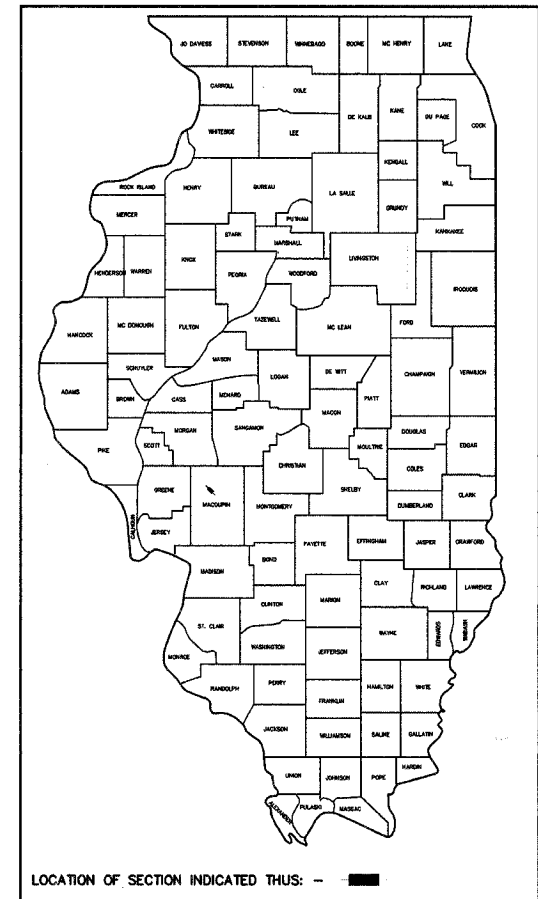 JO DAVIESS STEVENSON WINNEBAGO BOONE MC HENRY LAKE
CARROLL OGLE
DE KALB KANE DU PAGE COOK
WHITESIDE LEE
KENDALL
ROCK ISLAND HENRY BUREAU LA SALLE GRUNDY WILL
MERCER PUTNAM
STARK KANKAKEE
KNOX MARSHALL
HENDERSON WARREN PEORIA WOODFORD LIVINGSTON
IROQUOIS
HANCOCK MC DONOUGH FULTON TAZEWELL MC LEAN FORD
MASON
SCHUYLER LOGAN DE WITT CHAMPAIGN VERMILION
ADAMS BROWN CASS MENARD PIATT
MACON
MORGAN SANGAMON DOUGLAS
PIKE SCOTT MOULTRIE EDGAR
CHRISTIAN COLES
GREENE SHELBY CLARK
MACOUPIN MONTGOMERY CUMBERLAND
CALHOUN JERSEY
FAYETTE EFFINGHAM JASPER CRAWFORD
BOND
MADISON CLAY
CLINTON MARION RICHLAND LAWRENCE
ST. CLAIR WAYNE EDWARDS WABASH
MONROE WASHINGTON JEFFERSON
RANDOLPH PERRY HAMILTON WHITE
FRANKLIN
JACKSON WILLIAMSON SALINE GALLATIN
UNION JOHNSON POPE HARDIN
ALEXANDER PULASKI MASSAC
LOCATION OF SECTION INDICATED THUS: -